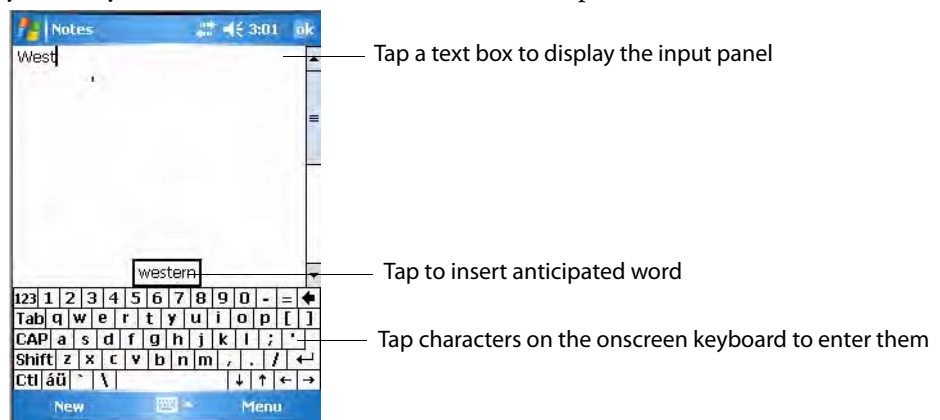 Notes 3:01 ok
West
Tap a text box to display the input panel
western
Tap to insert anticipated word
123 1 2 3 4 5 6 7 8 9 0 - =
Tab q w e r t y u i o p [ ]
CAP a s d f g h j k l ; '
Tap characters on the onscreen keyboard to enter them
Shift z x c v b n m , . / ↵
Ctl áü ` \ ↓ ↑ ← →
New Menu